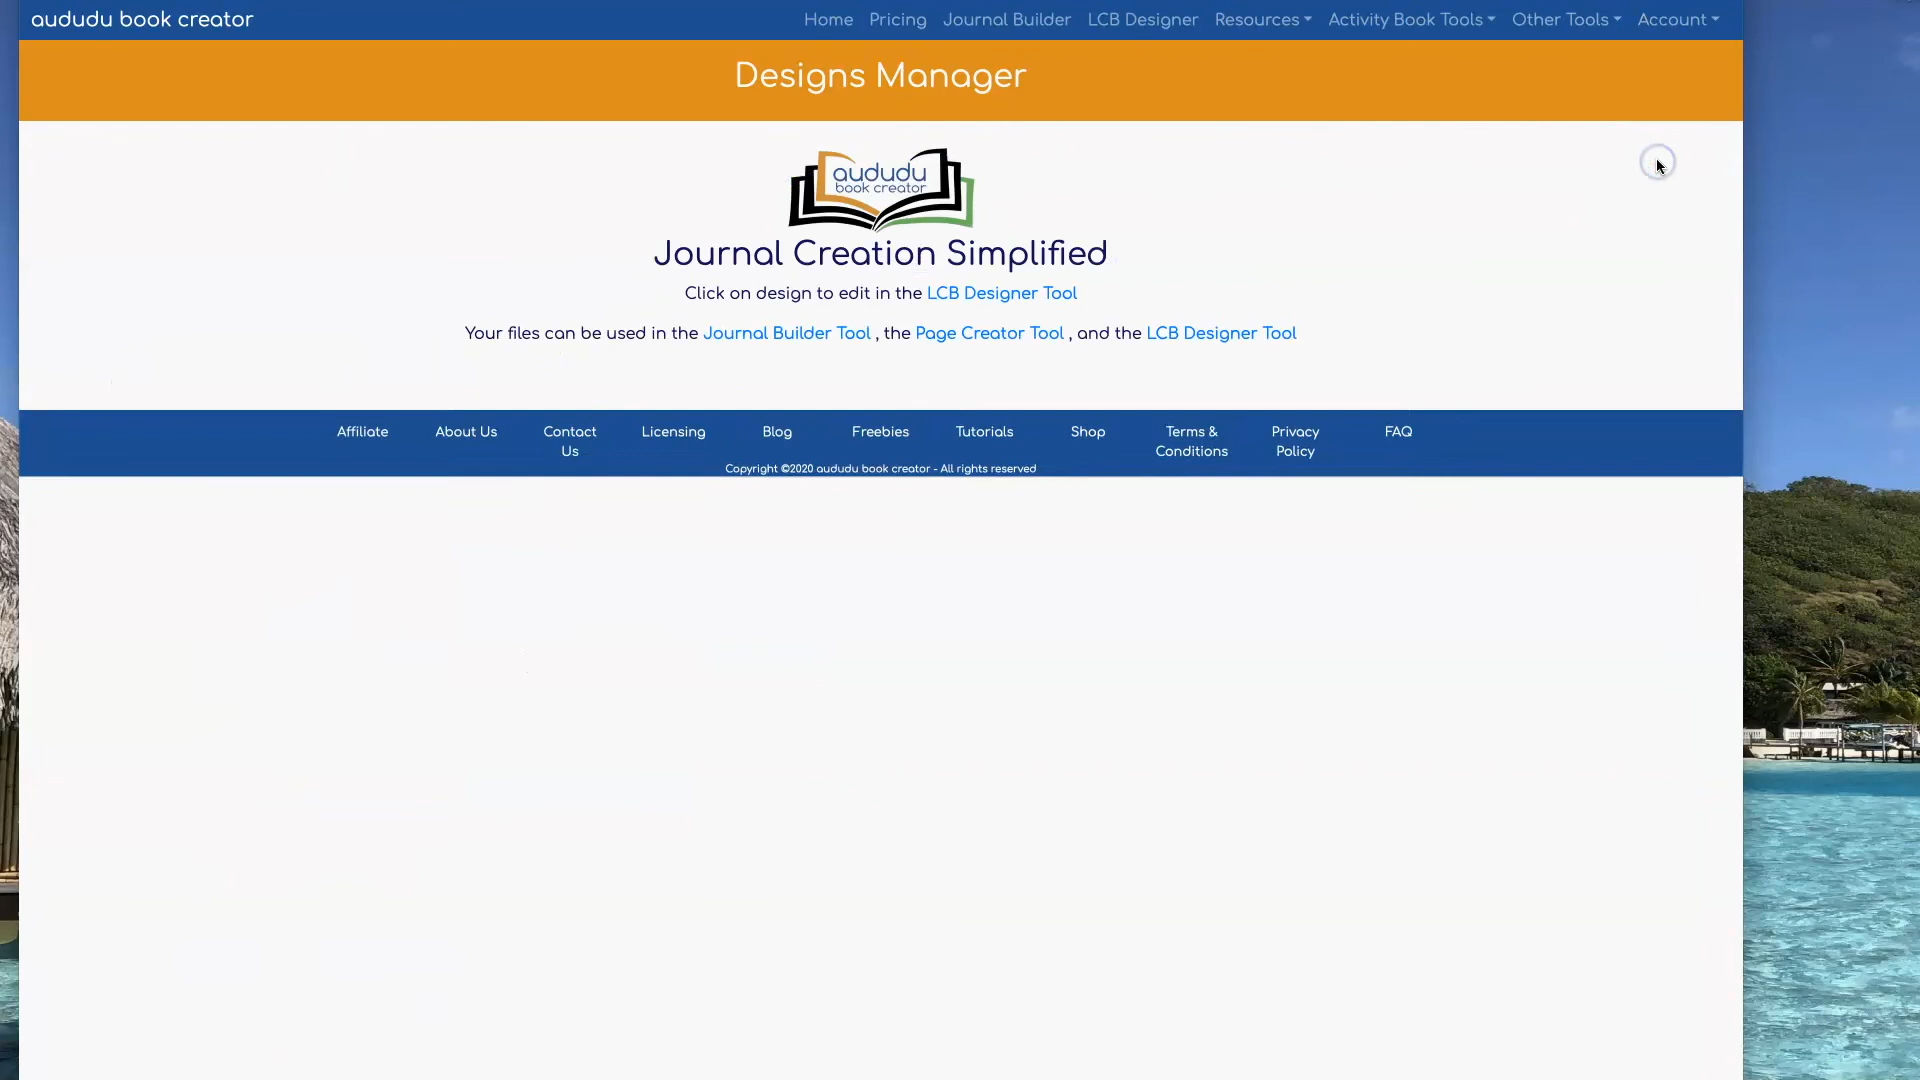 aududu book creator
Home Pricing Journal Builder LCB Designer Resources Activity Book Tools Other Tools Account
Designs Manager
aududu
book creator
Journal Creation Simplified
Click on design to edit in the LCB Designer Tool
Your files can be used in the Journal Builder Tool , the Page Creator Tool , and the LCB Designer Tool
Affiliate About Us Contact Us Licensing Blog Freebies Tutorials Shop Terms & Conditions Privacy Policy FAQ
Copyright ©2020 aududu book creator - All rights reserved